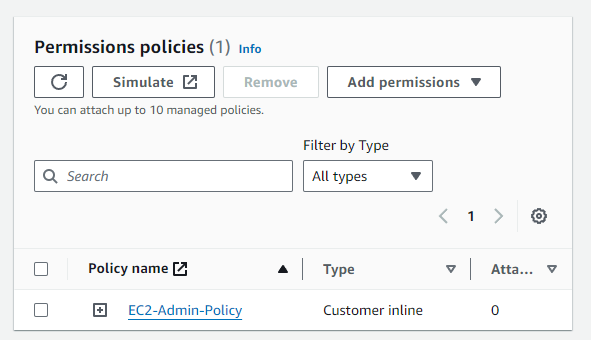 Permissions policies (1) Info
Simulate Remove Add permissions
You can attach up to 10 managed policies.
Filter by Type
Search All types
1
Policy name Type Atta...
EC2-Admin-Policy Customer inline 0